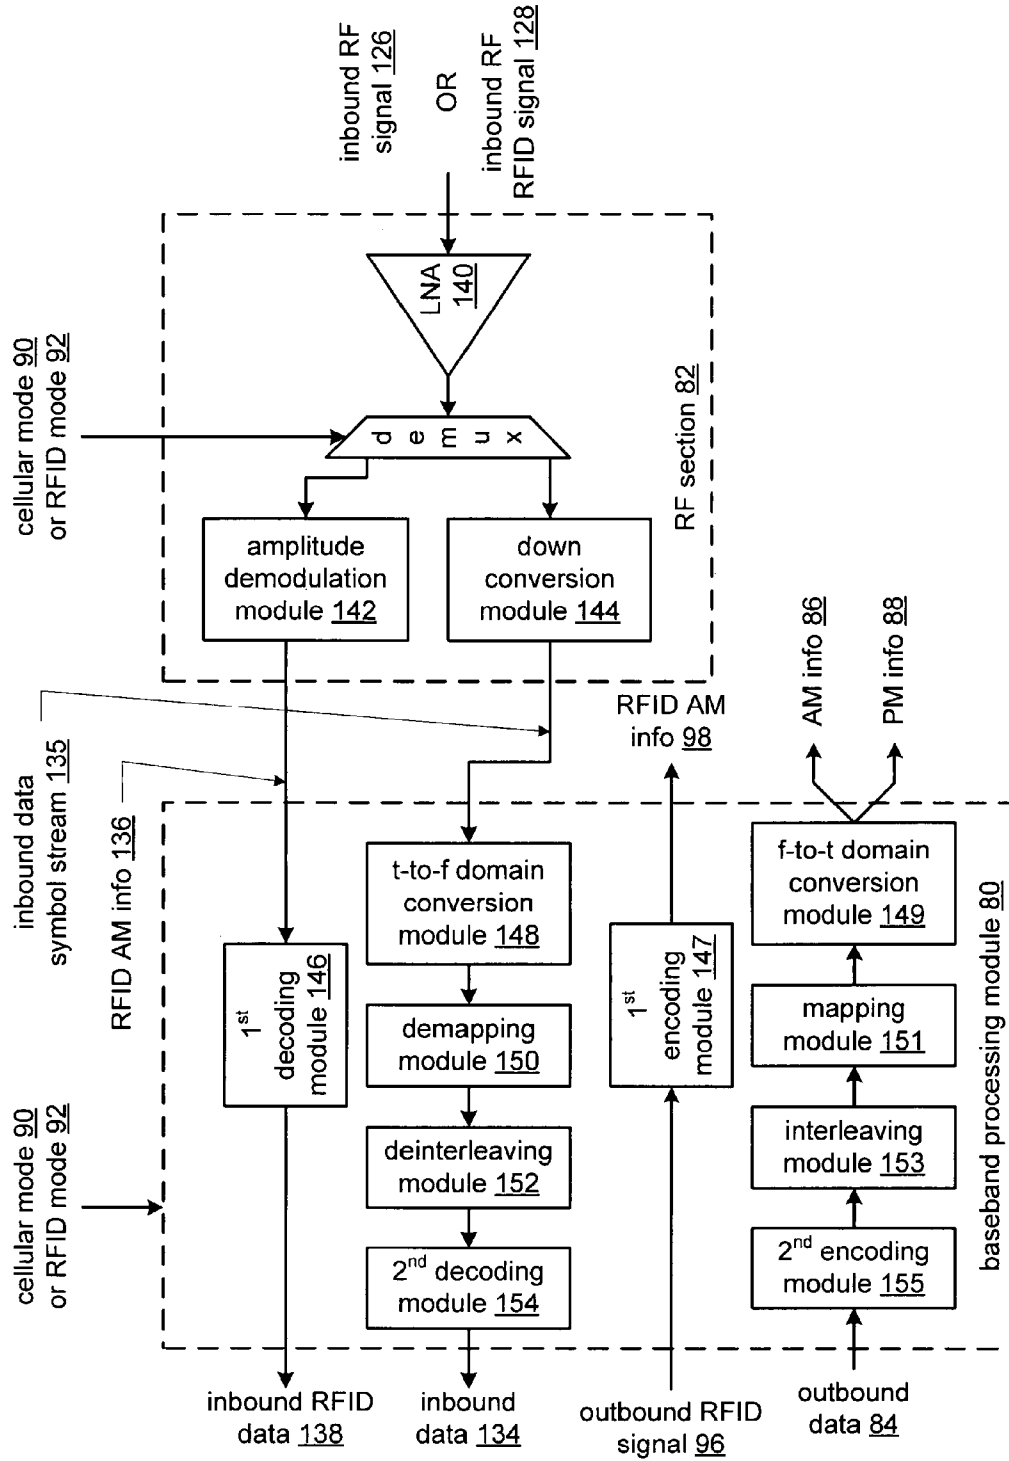 inbound RF
signal 126
OR
inbound RF
RFID signal 128
cellular mode 90
or RFID mode 92
LNA
140
d
e
m
u
x
RF section 82
amplitude
demodulation
module 142
down
conversion
module 144
inbound data
symbol stream 135
RFID AM info 136
RFID AM
info 98
AM info 86
PM info 88
cellular mode 90
or RFID mode 92
1st
decoding
module 146
t-to-f domain
conversion
module 148
demapping
module 150
deinterleaving
module 152
2nd decoding
module 154
1st
encoding
module 147
f-to-t domain
conversion
module 149
mapping
module 151
interleaving
module 153
2nd encoding
module 155
baseband processing module 80
inbound RFID
data 138
inbound
data 134
outbound RFID
signal 96
outbound
data 84